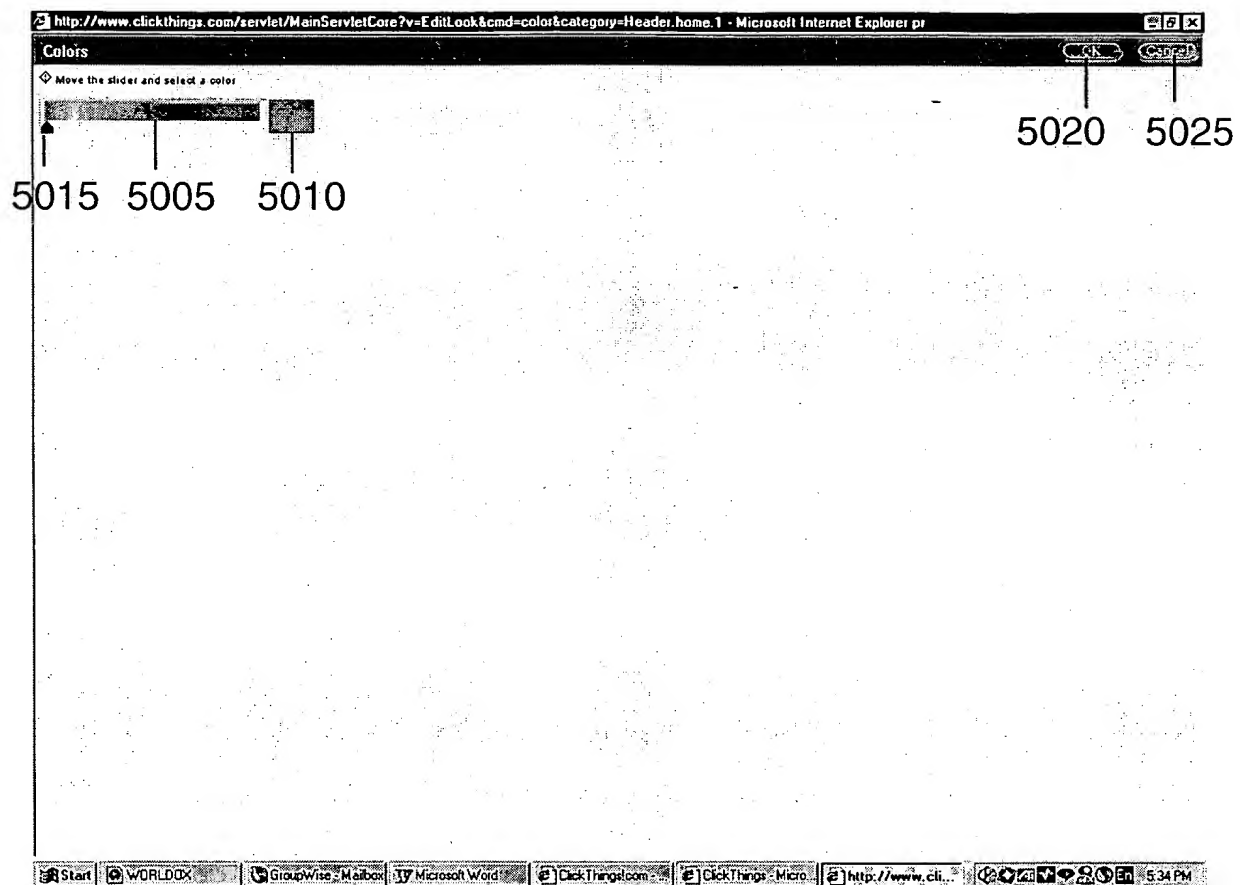 http://www.clickthings.com/servlet/MainServletCore?v=EditLook&cmd=color&category=Header.home.1 - Microsoft Internet Explorer pr
Colors
OK Cancel
Move the slider and select a color
5020 5025
5015 5005 5010
Start WORLDOX GroupWise - Mailbox Microsoft Word ClickThings!com - ClickThings - Micro... http://www.cli... En 5:34 PM